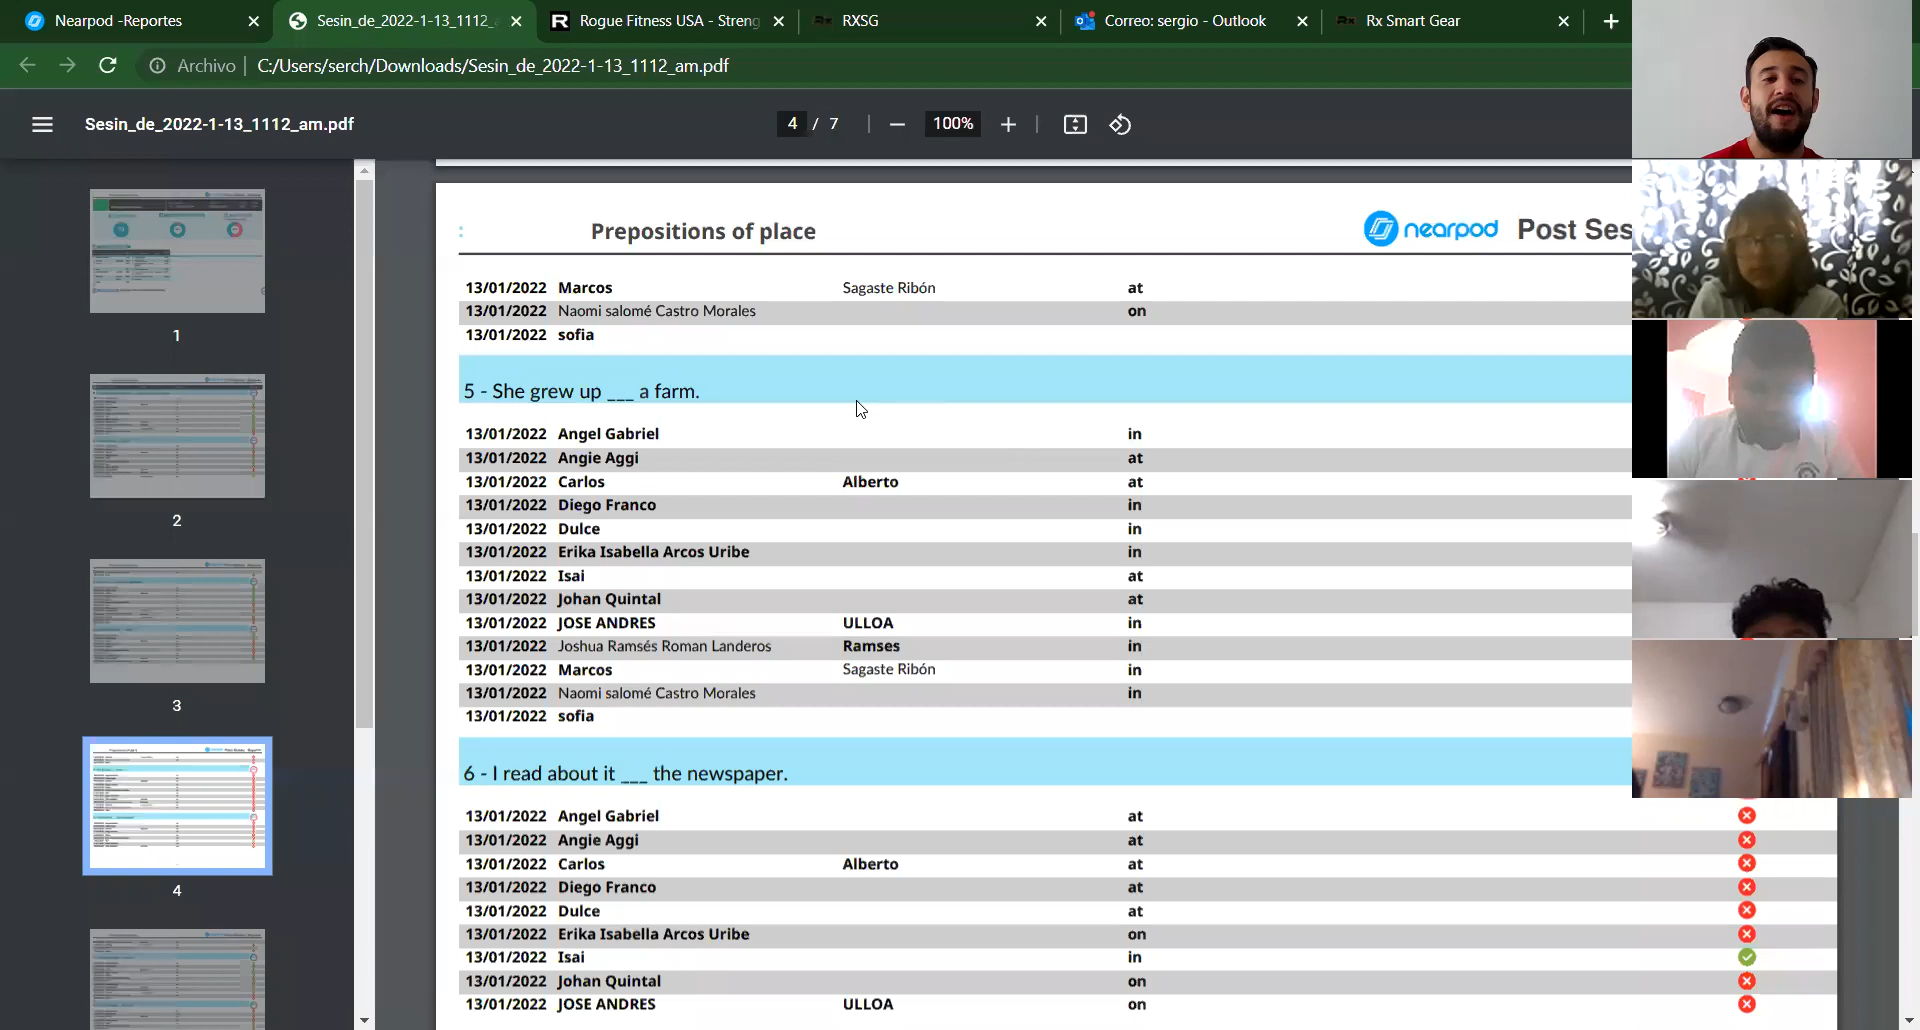 Nearpod -Reportes
Sesin_de_2022-1-13_1112_
Rogue Fitness USA - Streng
RXSG
Correo: sergio - Outlook
Rx Smart Gear
Archivo
C:/Users/serch/Downloads/Sesin_de_2022-1-13_1112_am.pdf
Sesin_de_2022-1-13_1112_am.pdf
4 / 7
100%
1
2
3
4
: Prepositions of place
nearpod Post Ses
13/01/2022 Marcos Sagaste Ribón at
13/01/2022 Naomi salomé Castro Morales on
13/01/2022 sofia
5 - She grew up ___ a farm.
13/01/2022 Angel Gabriel in
13/01/2022 Angie Aggi at
13/01/2022 Carlos Alberto at
13/01/2022 Diego Franco in
13/01/2022 Dulce in
13/01/2022 Erika Isabella Arcos Uribe in
13/01/2022 Isai at
13/01/2022 Johan Quintal at
13/01/2022 JOSE ANDRES ULLOA in
13/01/2022 Joshua Ramsés Roman Landeros Ramses in
13/01/2022 Marcos Sagaste Ribón in
13/01/2022 Naomi salomé Castro Morales in
13/01/2022 sofia
6 - I read about it ___ the newspaper.
13/01/2022 Angel Gabriel at
13/01/2022 Angie Aggi at
13/01/2022 Carlos Alberto at
13/01/2022 Diego Franco at
13/01/2022 Dulce at
13/01/2022 Erika Isabella Arcos Uribe on
13/01/2022 Isai in
13/01/2022 Johan Quintal on
13/01/2022 JOSE ANDRES ULLOA on